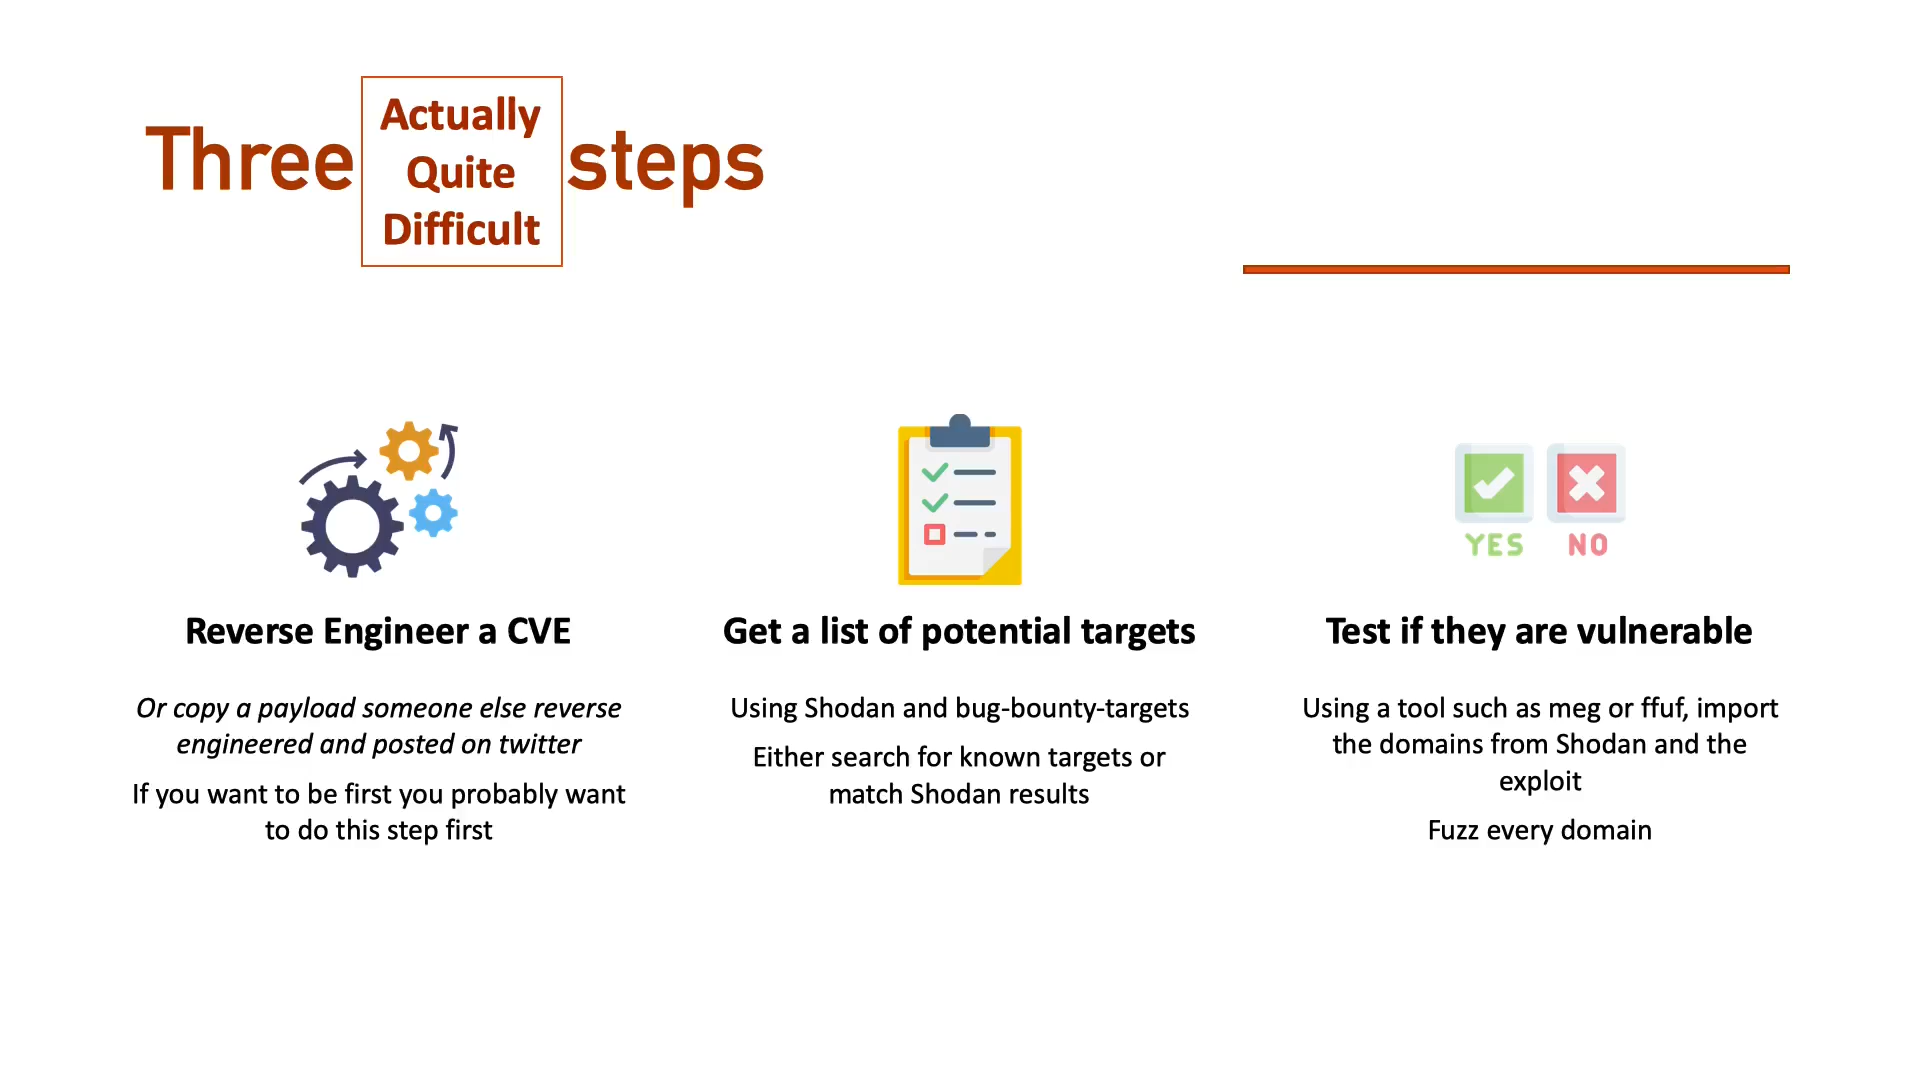 Three
Actually
Quite
Difficult
steps
YES NO
Reverse Engineer a CVE
Or copy a payload someone else reverse
engineered and posted on twitter
If you want to be first you probably want
to do this step first
Get a list of potential targets
Using Shodan and bug-bounty-targets
Either search for known targets or
match Shodan results
Test if they are vulnerable
Using a tool such as meg or ffuf, import
the domains from Shodan and the
exploit
Fuzz every domain